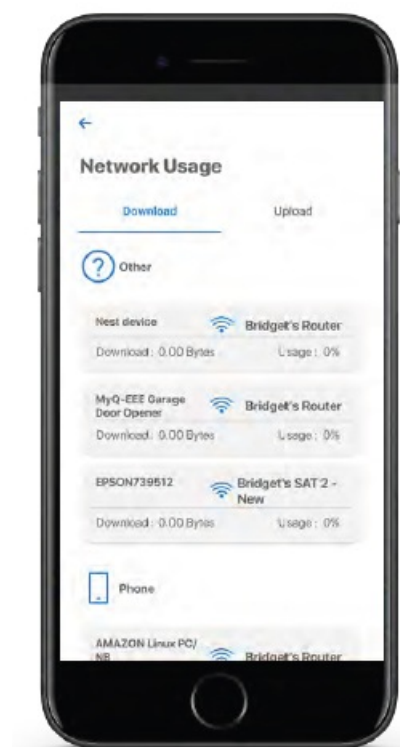 Network Usage
Download Upload
Other
Nest device Bridget's Router
Download : 0.00 Bytes Usage : 0%
MyQ-EEE Garage
Door Opener Bridget's Router
Download : 0.00 Bytes Usage : 0%
EPSON739512 Bridget's SAT 2 -
New
Download : 0.00 Bytes Usage : 0%
Phone
AMAZON Linux PC/
NB Bridget's Router